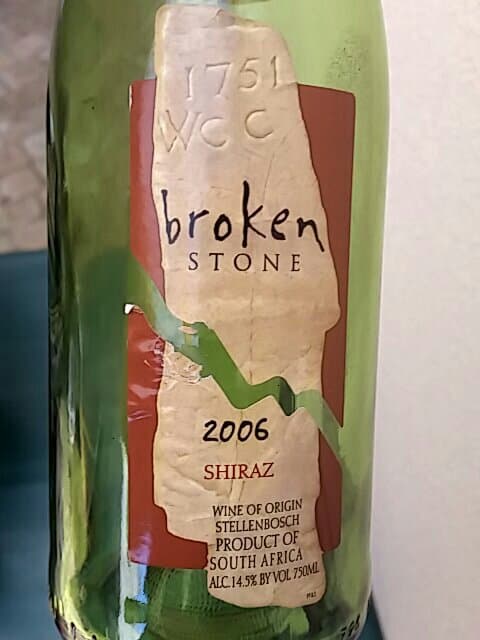 1751
WCC
broken
STONE
2006
SHIRAZ
WINE OF ORIGIN
STELLENBOSCH
PRODUCT OF
SOUTH AFRICA
ALC.14.5% BY VOL 750ML